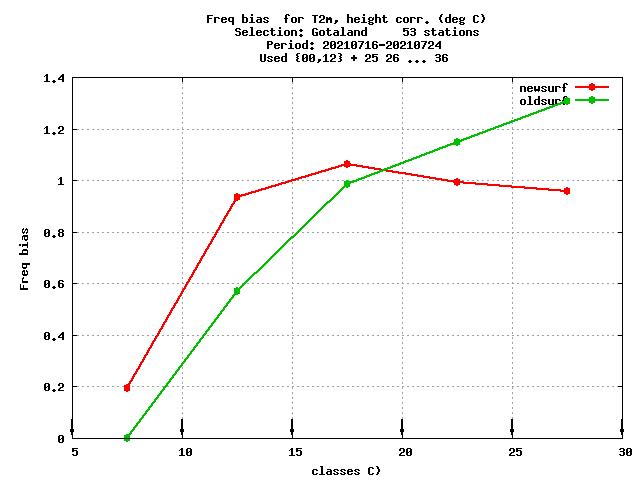 Freq bias  for T2m, height corr. (deg C)
Selection: Gotaland     53 stations
Period: 20210716-20210724
Used {00,12} + 25 26 ... 36
newsurf
oldsurf
1.4
1.2
1
0.8
0.6
0.4
0.2
0
Freq bias
5 10 15 20 25 30
classes C)